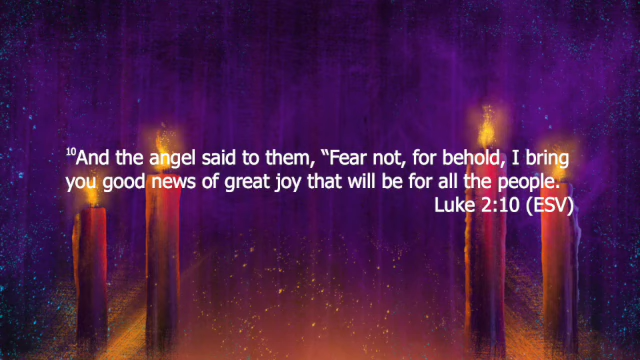 ¹⁰And the angel said to them, “Fear not, for behold, I bring
you good news of great joy that will be for all the people.
Luke 2:10 (ESV)